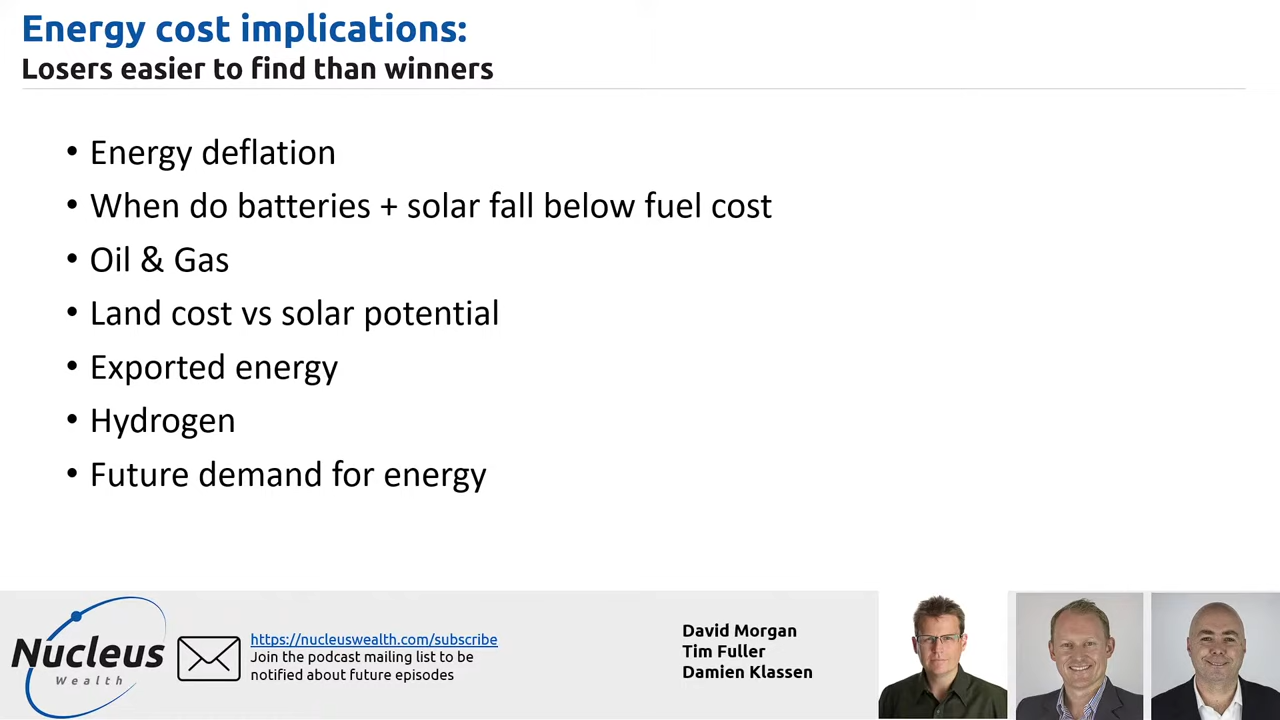 Energy cost implications:
Losers easier to find than winners
• Energy deflation
• When do batteries + solar fall below fuel cost
• Oil & Gas
• Land cost vs solar potential
• Exported energy
• Hydrogen
• Future demand for energy
Nucleus
Wealth
https://nucleuswealth.com/subscribe
Join the podcast mailing list to be
notified about future episodes
David Morgan
Tim Fuller
Damien Klassen